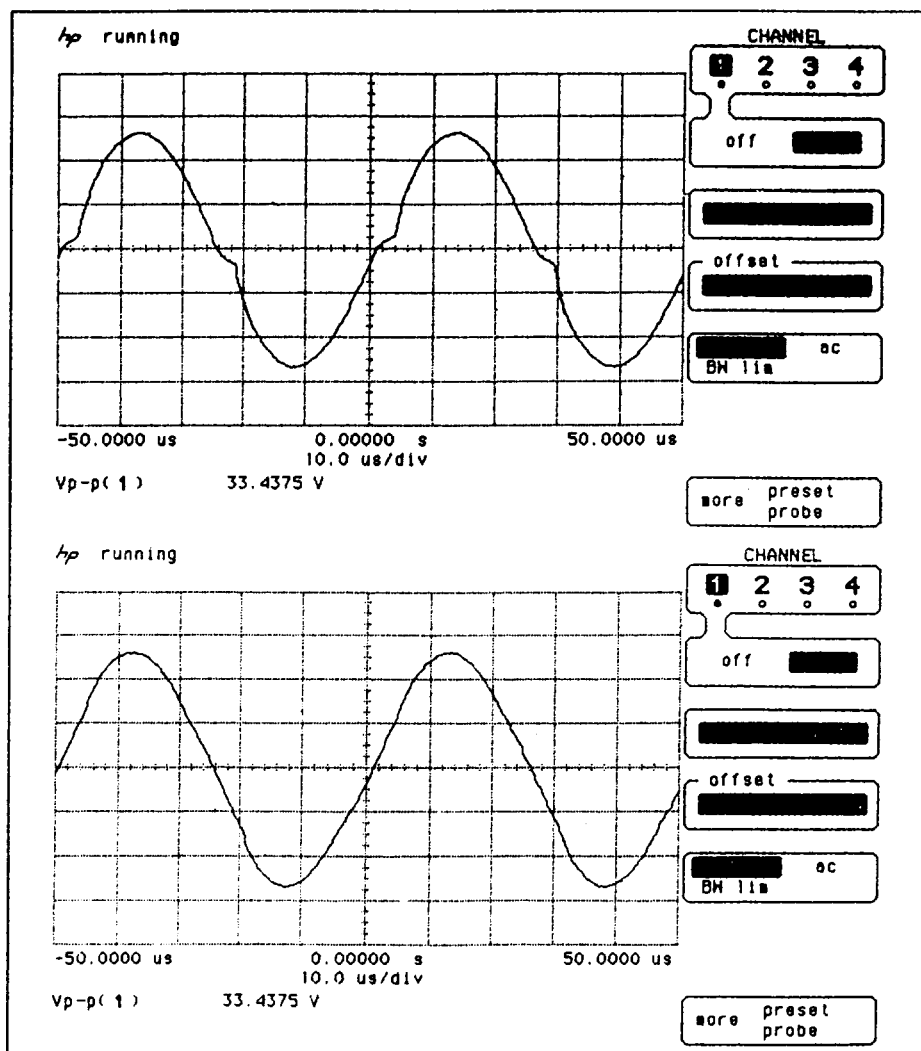 hp running
CHANNEL
1 2 3 4
off
offset
ac
BW lim
-50.0000 us 0.00000 s 50.0000 us
10.0 us/div
Vp-p( 1 ) 33.4375 V
more preset probe
hp running
CHANNEL
1 2 3 4
off
offset
ac
BW lim
-50.0000 us 0.00000 s 50.0000 us
10.0 us/div
Vp-p( 1 ) 33.4375 V
more preset probe